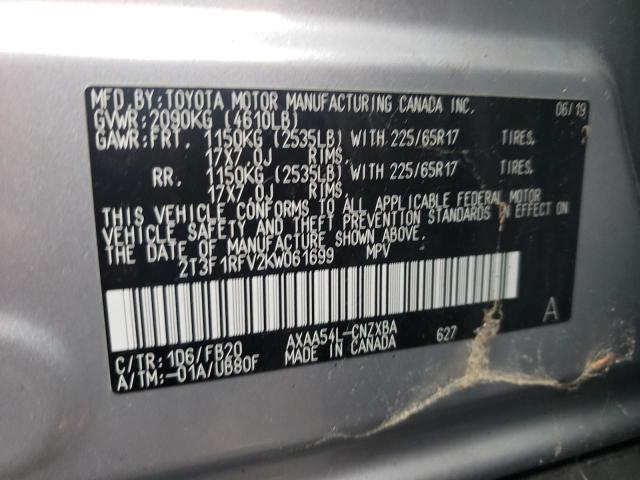 MFD.BY:TOYOTA MOTOR MANUFACTURING CANADA INC. 06/19
GVWR:2090KG (4610LB)
GAWR:FRT. 1150KG (2535LB) WITH 225/65R17 TIRES.
17X7.0J RIMS.
RR. 1150KG (2535LB) WITH 225/65R17 TIRES.
17X7.0J RIMS.
THIS VEHICLE CONFORMS TO ALL APPLICABLE FEDERAL MOTOR
VEHICLE SAFETY AND THEFT PREVENTION STANDARDS IN EFFECT ON
THE DATE OF MANUFACTURE SHOWN ABOVE.
2T3F1RFV2KW061699 MPV
A
C/TR:1D6/FB20 AXAA54L-CNZXBA 627
A/TM:-01A/UB80F MADE IN CANADA